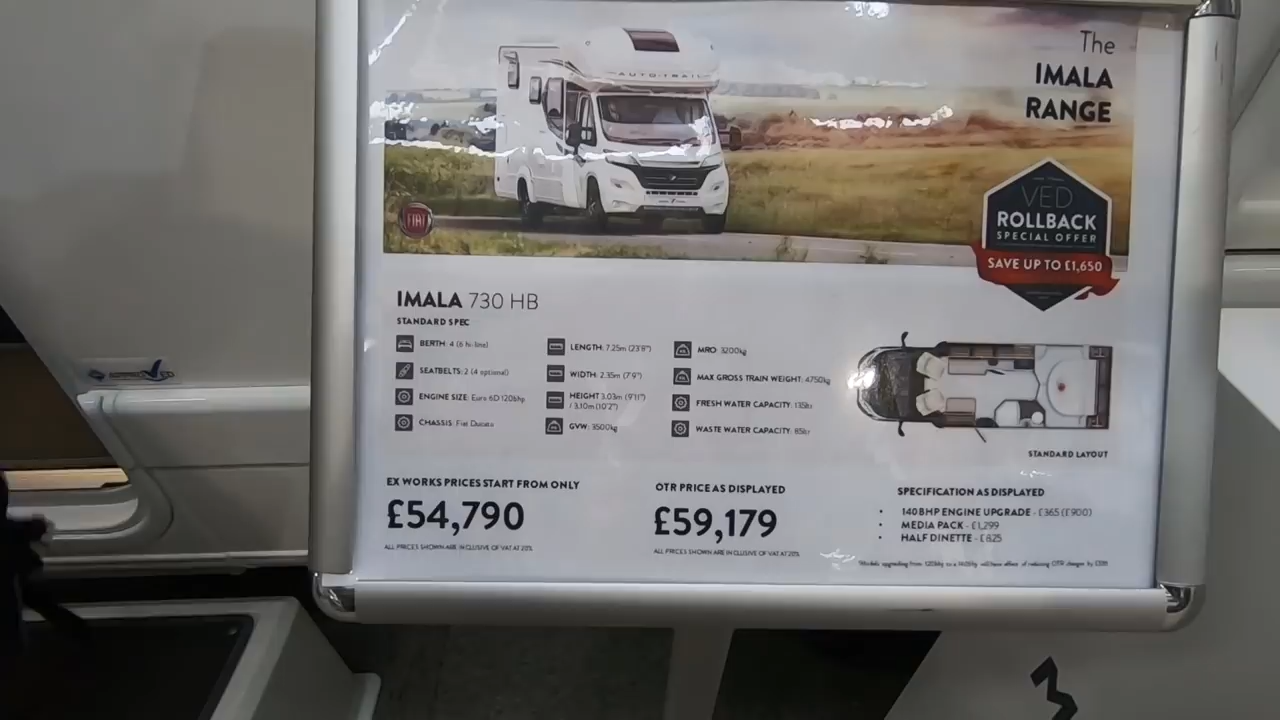 The
IMALA
RANGE
AUTO-TRAIL
FIAT
VED
ROLLBACK
SPECIAL OFFER
SAVE UP TO £1,650
IMALA 730 HB
STANDARD SPEC
BERTH: 4 (6 hi-line)
SEATBELTS: 2 (4 optional)
ENGINE SIZE: Euro 6D 120bhp
CHASSIS: Fiat Ducato
LENGTH: 7.25m (23'8")
WIDTH: 2.35m (7'9")
HEIGHT 3.03m (9'11")
/ 3.10m (10'2")
GVW: 3500kg
MRO: 3200kg
MAX GROSS TRAIN WEIGHT: 4750kg
FRESH WATER CAPACITY: 135ltr
WASTE WATER CAPACITY: 85ltr
STANDARD LAYOUT
EX WORKS PRICES START FROM ONLY
£54,790
ALL PRICES SHOWN ARE INCLUSIVE OF VAT AT 20%
OTR PRICE AS DISPLAYED
£59,179
ALL PRICES SHOWN ARE INCLUSIVE OF VAT AT 20%
SPECIFICATION AS DISPLAYED
• 140BHP ENGINE UPGRADE - £365 (£900)
• MEDIA PACK - £1,299
• HALF DINETTE - £825
3